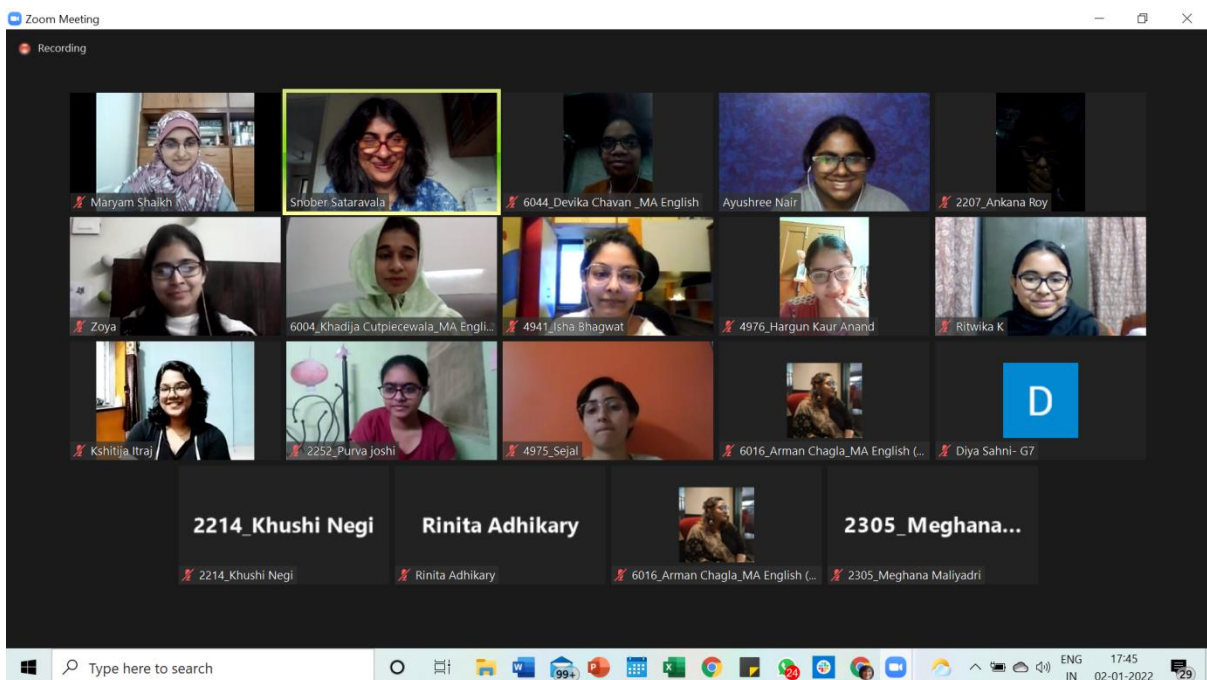 Zoom Meeting
Recording
Maryam Shaikh
Snober Sataravala
6044_Devika Chavan _MA English
Ayushree Nair
2207_Ankana Roy
Zoya
6004_Khadija Cutpiecewala_MA Engli...
4941_Isha Bhagwat
4976_Hargun Kaur Anand
Ritwika K
Kshitija Itraj
2252_Purva joshi
4975_Sejal
6016_Arman Chagla_MA English (...
D
Diya Sahni- G7
2214_Khushi Negi
Rinita Adhikary
2305_Meghana...
2214_Khushi Negi
Rinita Adhikary
6016_Arman Chagla_MA English (...
2305_Meghana Maliyadri
Type here to search
99+
24
ENG
IN
17:45
02-01-2022
29